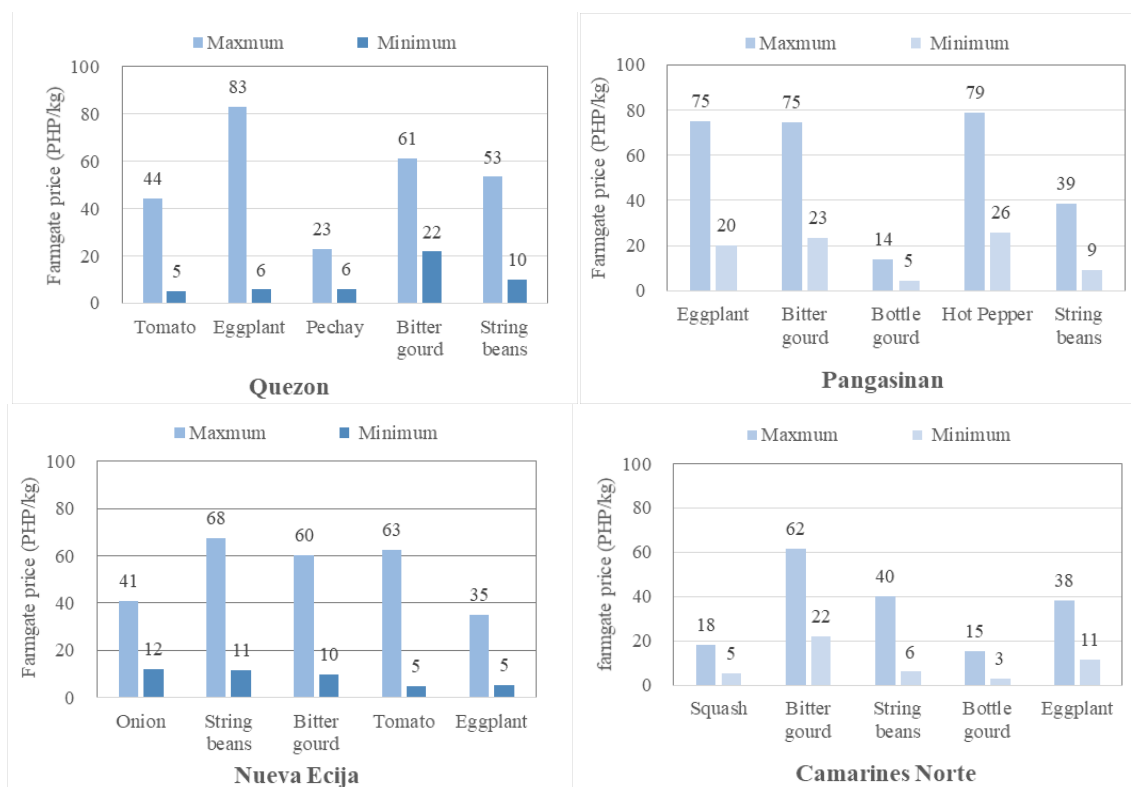 Maxmum Minimum
Farmgate price (PHP/kg)
100
80
60
40
20
0
44 5 83 6 23 6 61 22 53 10
Tomato Eggplant Pechay Bitter gourd String beans
Quezon
Maxmum Minimum
Farmgate price (PHP/kg)
100
80
60
40
20
0
75 20 75 23 14 5 79 26 39 9
Eggplant Bitter gourd Bottle gourd Hot Pepper String beans
Pangasinan
Maxmum Minimum
Farmgate price (PHP/kg)
100
80
60
40
20
0
41 12 68 11 60 10 63 5 35 5
Onion String beans Bitter gourd Tomato Eggplant
Nueva Ecija
Maxmum Minimum
farmgate price (PHP/kg)
100
80
60
40
20
0
18 5 62 22 40 6 15 3 38 11
Squash Bitter gourd String beans Bottle gourd Eggplant
Camarines Norte